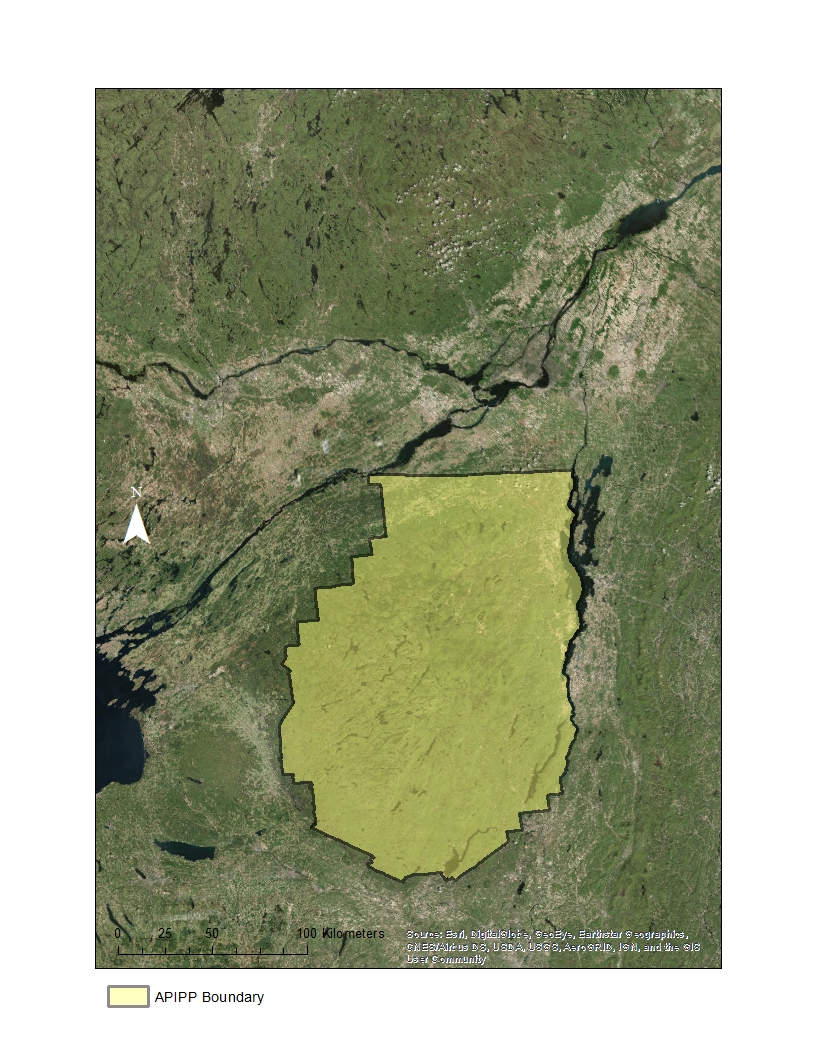 N
0 25 50 100 Kilometers
Source: Esri, DigitalGlobe, GeoEye, Earthstar Geographics,
CNES/Airbus DS, USDA, USGS, AeroGRID, IGN, and the GIS
User Community
APIPP Boundary